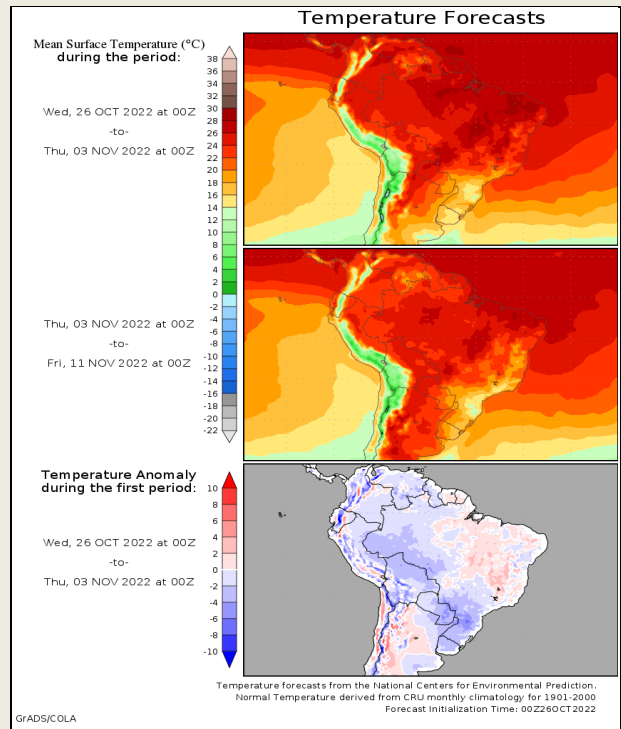 Temperature Forecasts
Mean Surface Temperature (°C)
during the period:
38
36
34
32
30
28
26
24
22
20
18
16
14
12
10
8
6
4
2
0
-2
-4
-6
-8
-10
-12
-14
-16
-18
-20
-22
Wed, 26 OCT 2022 at 00Z
-to-
Thu, 03 NOV 2022 at 00Z
Thu, 03 NOV 2022 at 00Z
-to-
Fri, 11 NOV 2022 at 00Z
Temperature Anomaly
during the first period:
10
8
6
4
2
0
-2
-4
-6
-8
-10
Wed, 26 OCT 2022 at 00Z
-to-
Thu, 03 NOV 2022 at 00Z
Temperature forecasts from the National Centers for Environmental Prediction.
Normal Temperature derived from CRU monthly climatology for 1901-2000
Forecast Initialization Time: 00Z26OCT2022
GrADS/COLA